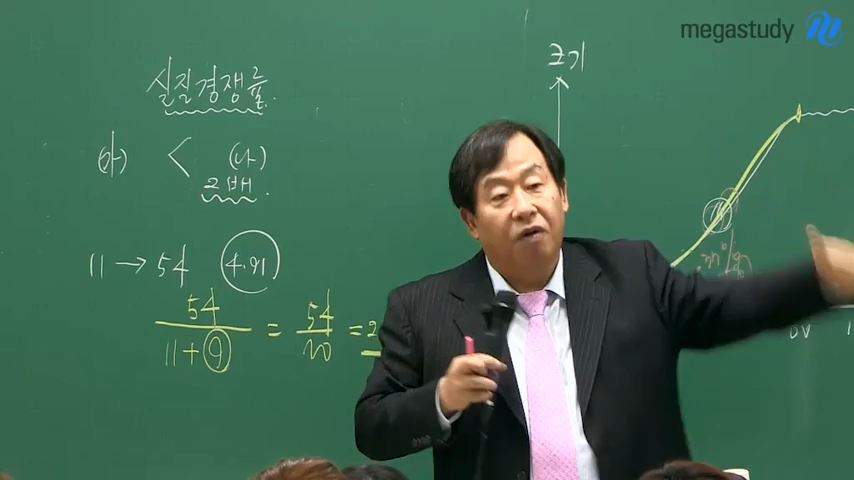 megastudy
실질경쟁률
(가) < (나)
2배
11 → 54 4.91
54 / 11 + 9 = 54 / 20 = 2
크기